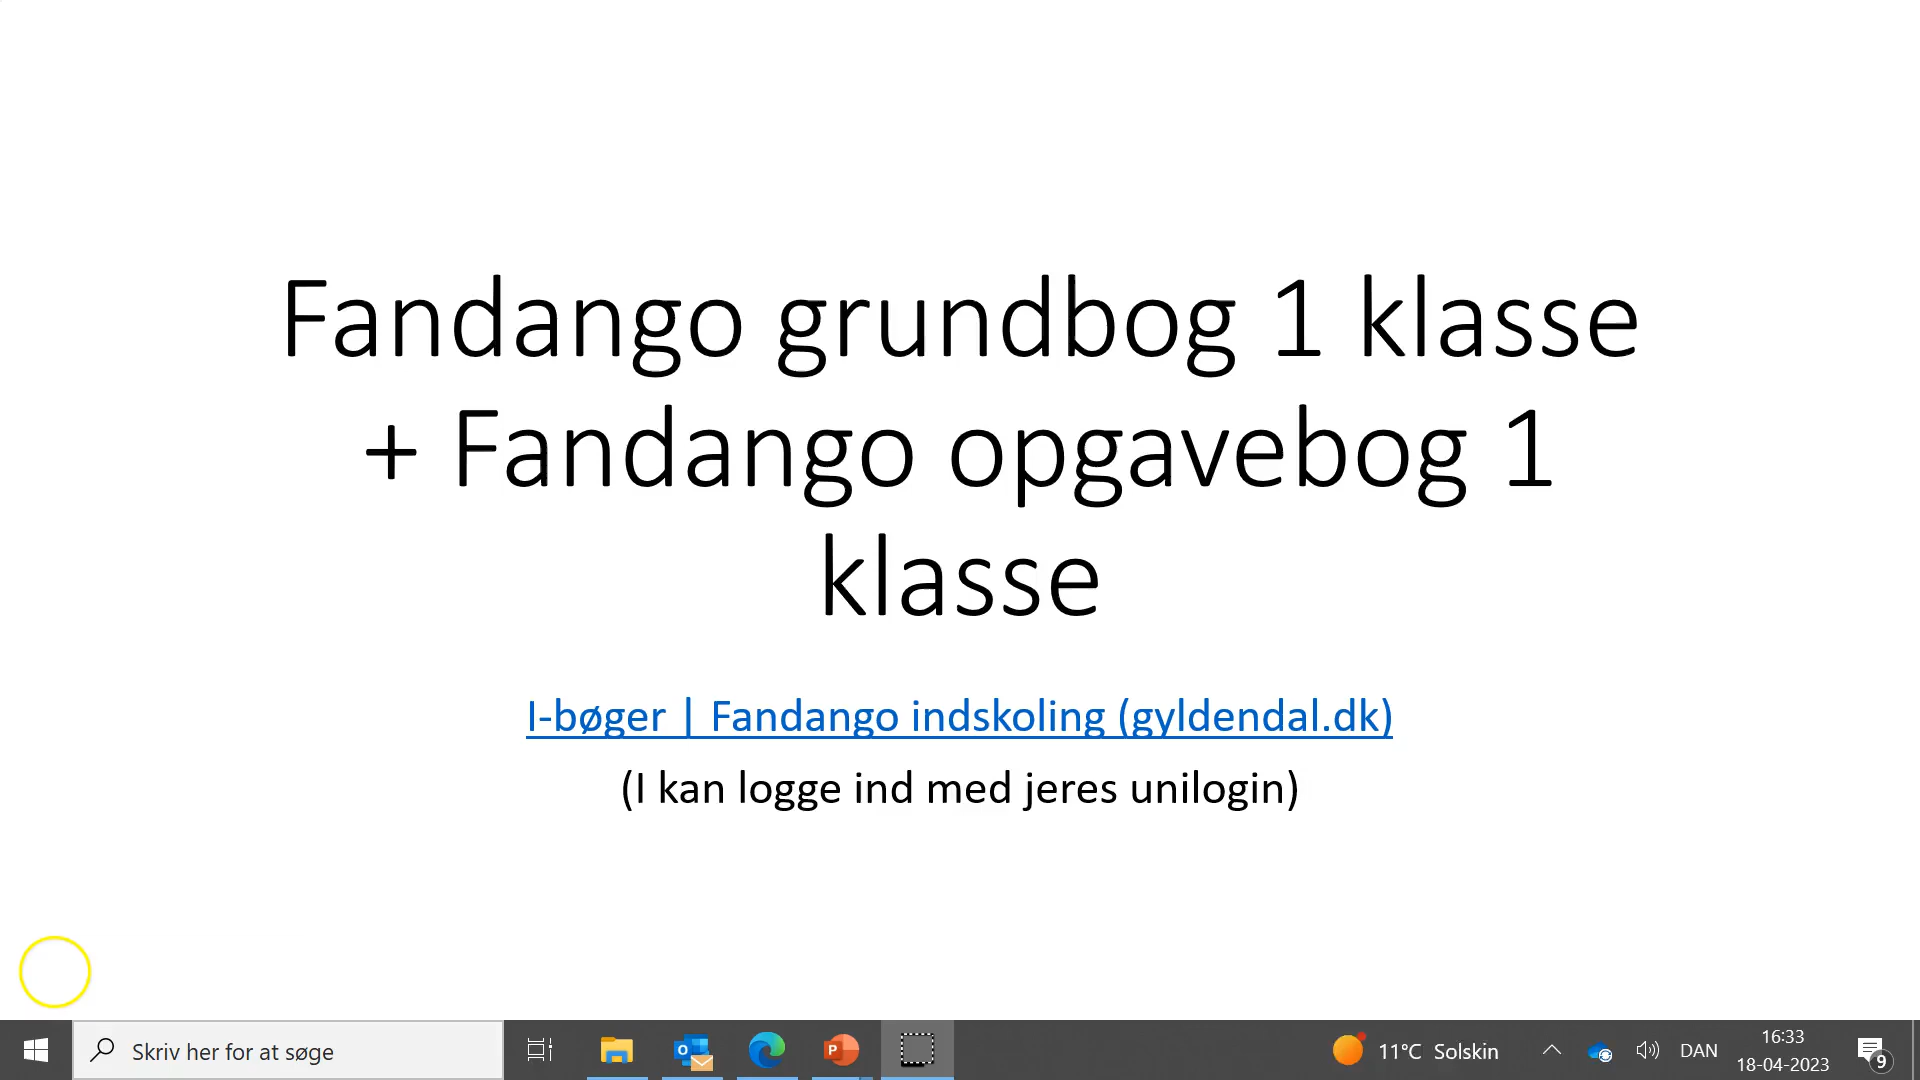 Fandango grundbog 1 klasse
+ Fandango opgavebog 1
klasse
I-bøger | Fandango indskoling (gyldendal.dk)
(I kan logge ind med jeres unilogin)
Skriv her for at søge
11°C Solskin
DAN
16:33
18-04-2023
9